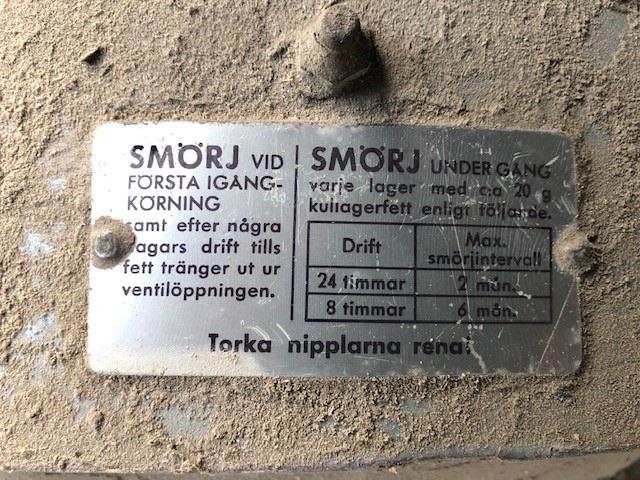 SMÖRJ VID
FÖRSTA IGÅNG-
KÖRNING
samt efter några
dagars drift tills
fett tränger ut ur
ventilöppningen.
SMÖRJ UNDER GÅNG
varje lager med c:a 20 g
kullagerfett enligt följande.
Drift
Max.
smörjintervall
24 timmar 2 mån.
8 timmar 6 mån.
Torka nipplarna rena!